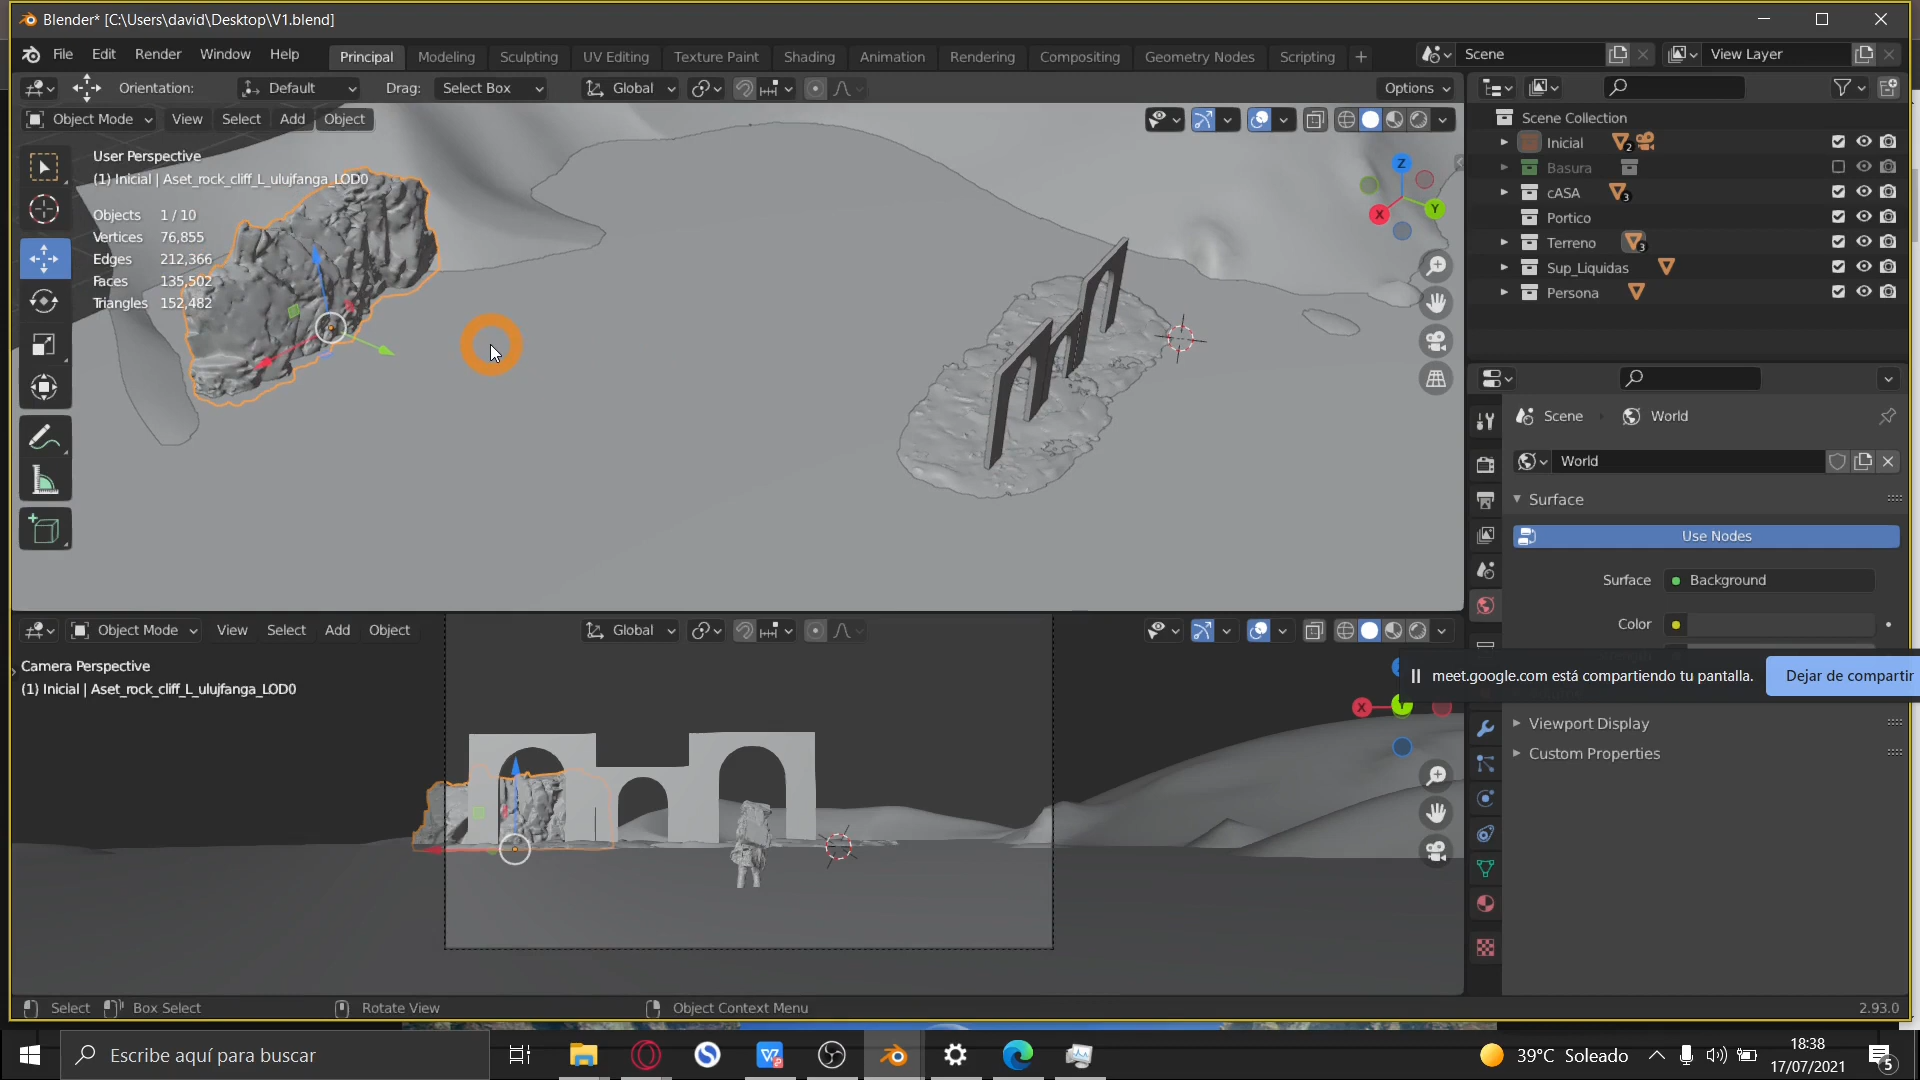 Blender* [C:\Users\david\Desktop\V1.blend]
File Edit Render Window Help Principal Modeling Sculpting UV Editing Texture Paint Shading Animation Rendering Compositing Geometry Nodes Scripting + Scene View Layer
Orientation: Default Drag: Select Box Global Options
Object Mode View Select Add Object
User Perspective
(1) Inicial | Aset_rock_cliff_L_ulujfanga_LOD0
Objects 1/10
Vertices 76,855
Edges 212,366
Faces 135,502
Triangles 152,482
Z
X
Y
Scene Collection
Inicial 2
Basura
cASA 3
Portico
Terreno 3
Sup_Liquidas
Persona
Scene World
World
Surface
Use Nodes
Surface Background
Color
Viewport Display
Custom Properties
Object Mode View Select Add Object Global
Camera Perspective
(1) Inicial | Aset_rock_cliff_L_ulujfanga_LOD0
X
Y
meet.google.com está compartiendo tu pantalla. Dejar de compartir
Select Box Select Rotate View Object Context Menu 2.93.0
Escribe aquí para buscar
39°C Soleado
18:38
17/07/2021
5